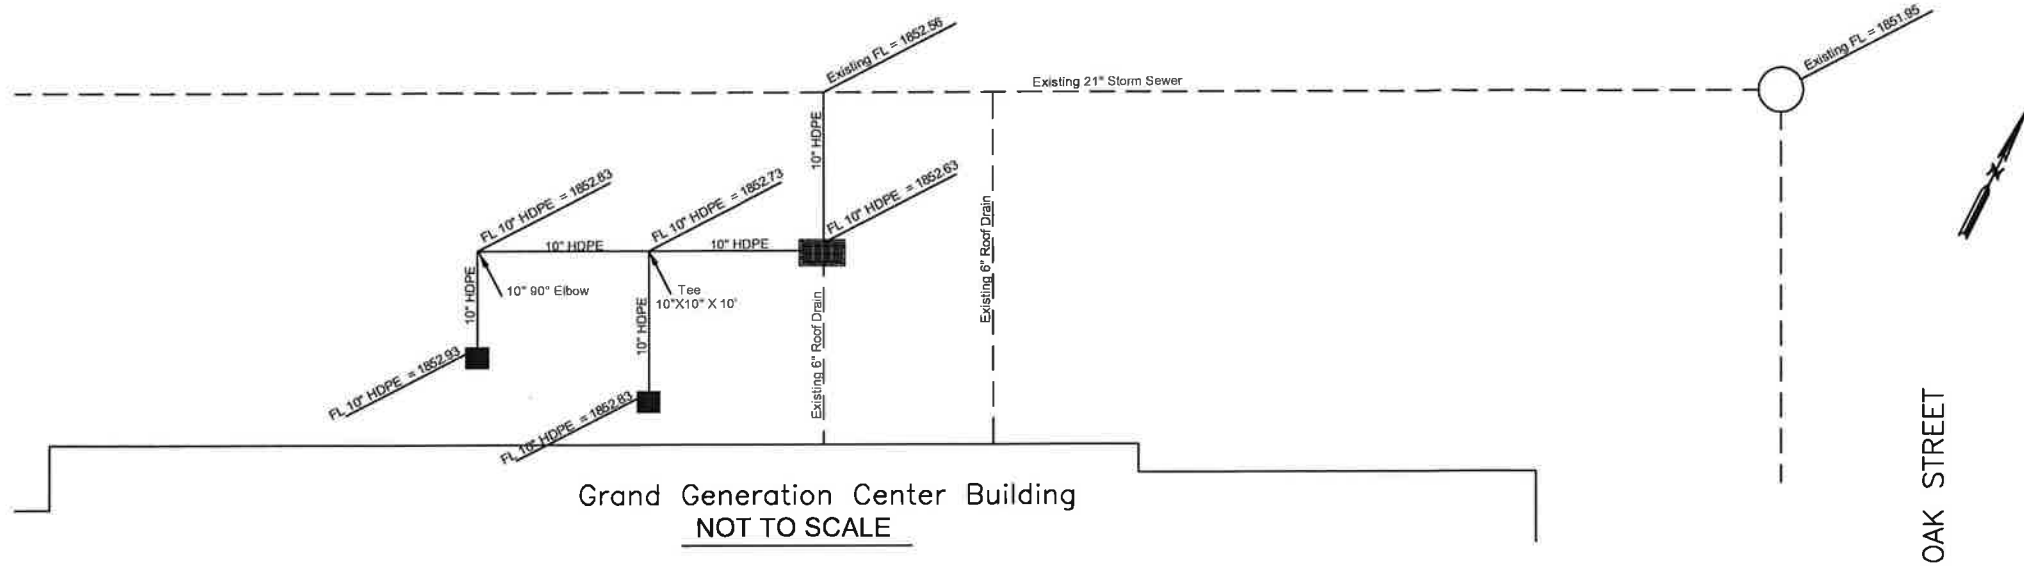 Existing FL = 1852.56
Existing FL = 1851.95
Existing 21" Storm Sewer
10" HDPE
FL 10" HDPE = 1852.83
FL 10" HDPE = 1852.73
FL 10" HDPE = 1852.63
10" HDPE
10" HDPE
10" HDPE
10" 90° Elbow
10" HDPE
Tee
10"X10" X 10"
Existing 6" Roof Drain
Existing 6" Roof Drain
N
FL 10" HDPE = 1852.93
FL 10" HDPE = 1852.83
Grand Generation Center Building
NOT TO SCALE
OAK STREET